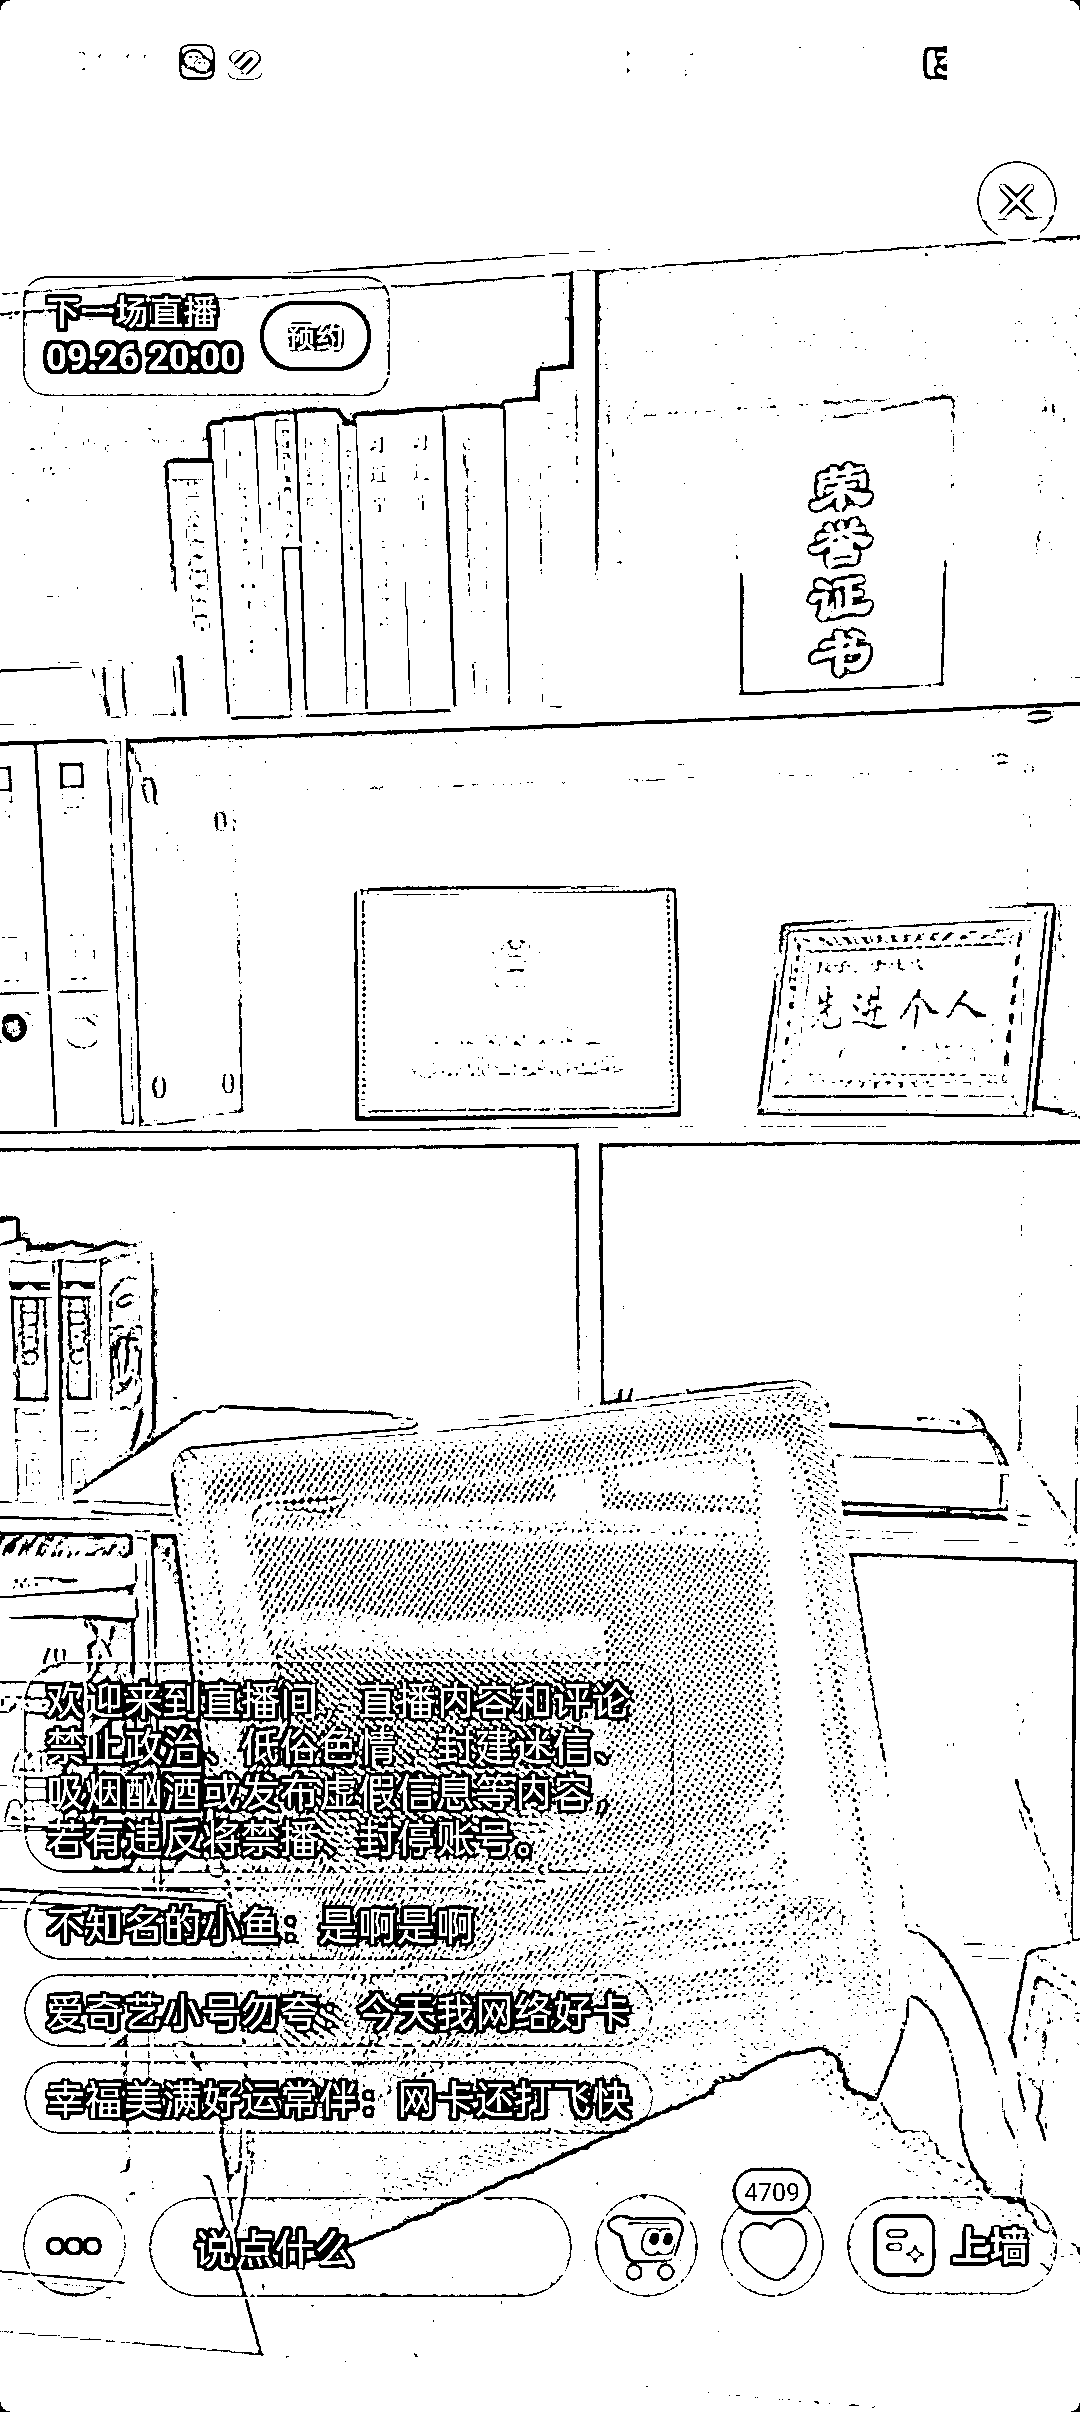 下一场直播
09.26 20:00
预约
荣誉证书
先进个人
欢迎来到直播间 直播内容和评论
禁止政治、低俗色情、封建迷信、
吸烟酗酒或发布虚假信息等内容,
若有违反将禁播、封停账号。
不知名的小鱼: 是啊是啊
爱奇艺小号勿夸: 今天我网络好卡
幸福美满好运常伴: 网卡还打飞快
说点什么
4709
上墙